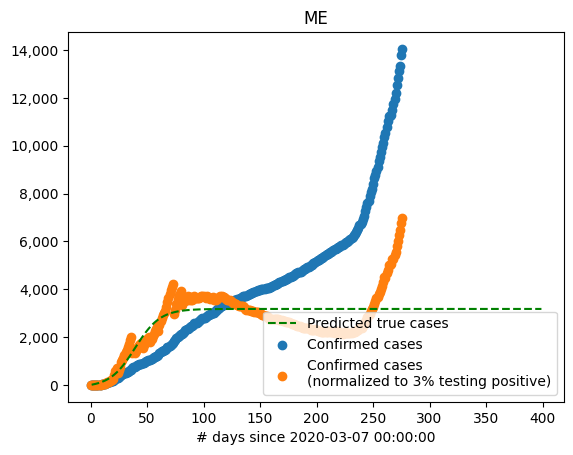 ME
14,000
12,000
10,000
8,000
6,000
4,000
2,000
0
Predicted true cases
Confirmed cases
Confirmed cases
(normalized to 3% testing positive)
0 50 100 150 200 250 300 350 400
# days since 2020-03-07 00:00:00